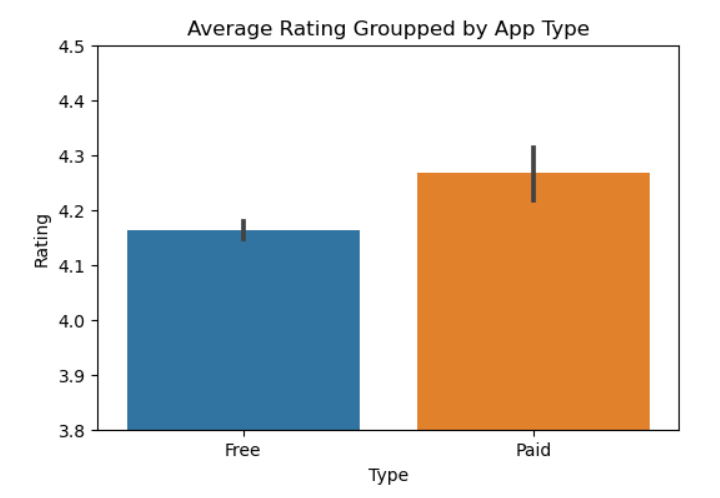 Average Rating Groupped by App Type
4.5
4.4
4.3
4.2
4.1
4.0
3.9
3.8
Rating
Free
Paid
Type